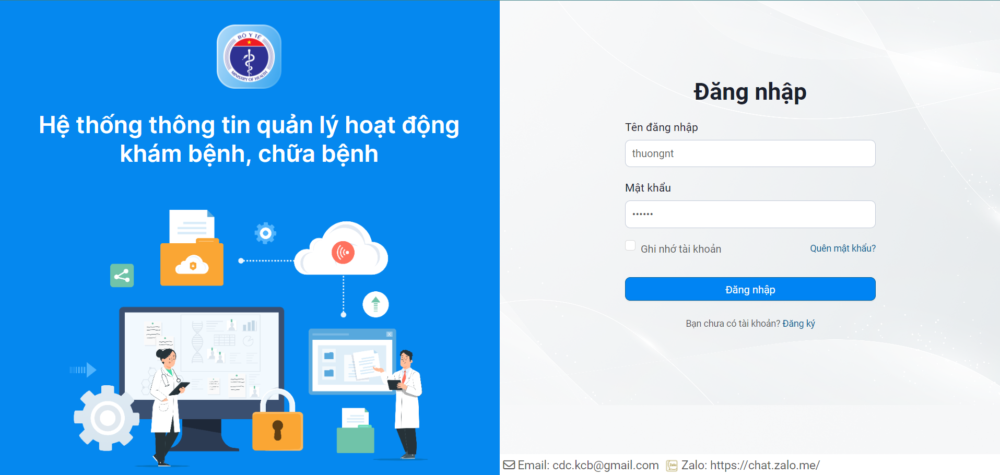 BỘ Y TẾ
MINISTRY OF HEALTH
Hệ thống thông tin quản lý hoạt động
khám bệnh, chữa bệnh
Đăng nhập
Tên đăng nhập
thuongnt
Mật khẩu
••••••
Ghi nhớ tài khoản
Quên mật khẩu?
Đăng nhập
Bạn chưa có tài khoản? Đăng ký
Email: cdc.kcb@gmail.com Zalo Zalo: https://chat.zalo.me/